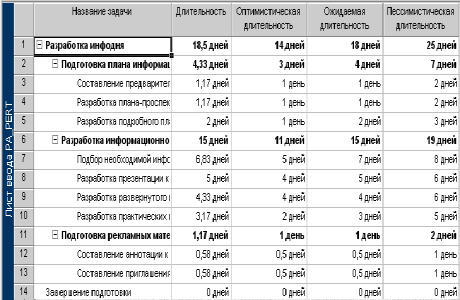 Название задачи Длительность Оптимистическая длительность Ожидаемая длительность Пессимистическая длительность
1 Разработка инфодня 18,5 дней 14 дней 18 дней 25 дней
2 Подготовка плана информац 4,33 дней 3 дней 4 дней 7 дней
3 Составление предварител 1,17 дней 1 день 1 день 2 дней
4 Разработка плана-проспек 1,17 дней 1 день 1 день 2 дней
5 Разработка подробного пл 2 дней 1 день 2 дней 3 дней
6 Разработка информационно 15 дней 11 дней 15 дней 19 дней
7 Подбор необходимой инфо 6,83 дней 5 дней 7 дней 8 дней
8 Разработка презентации к 5 дней 4 дней 5 дней 6 дней
9 Разработка развернутого 4,33 дней 4 дней 4 дней 6 дней
10 Разработка практических 3,17 дней 2 дней 3 дней 5 дней
11 Подготовка рекламных мате 1,17 дней 1 день 1 день 2 дней
12 Составление аннотации к 0,58 дней 0,5 дней 0,5 дней 1 день
13 Составление приглашения 0,58 дней 0,5 дней 0,5 дней 1 день
14 Завершение подготовки 0 дней 0 дней 0 дней 0 дней
Лист ввода PA_PERT